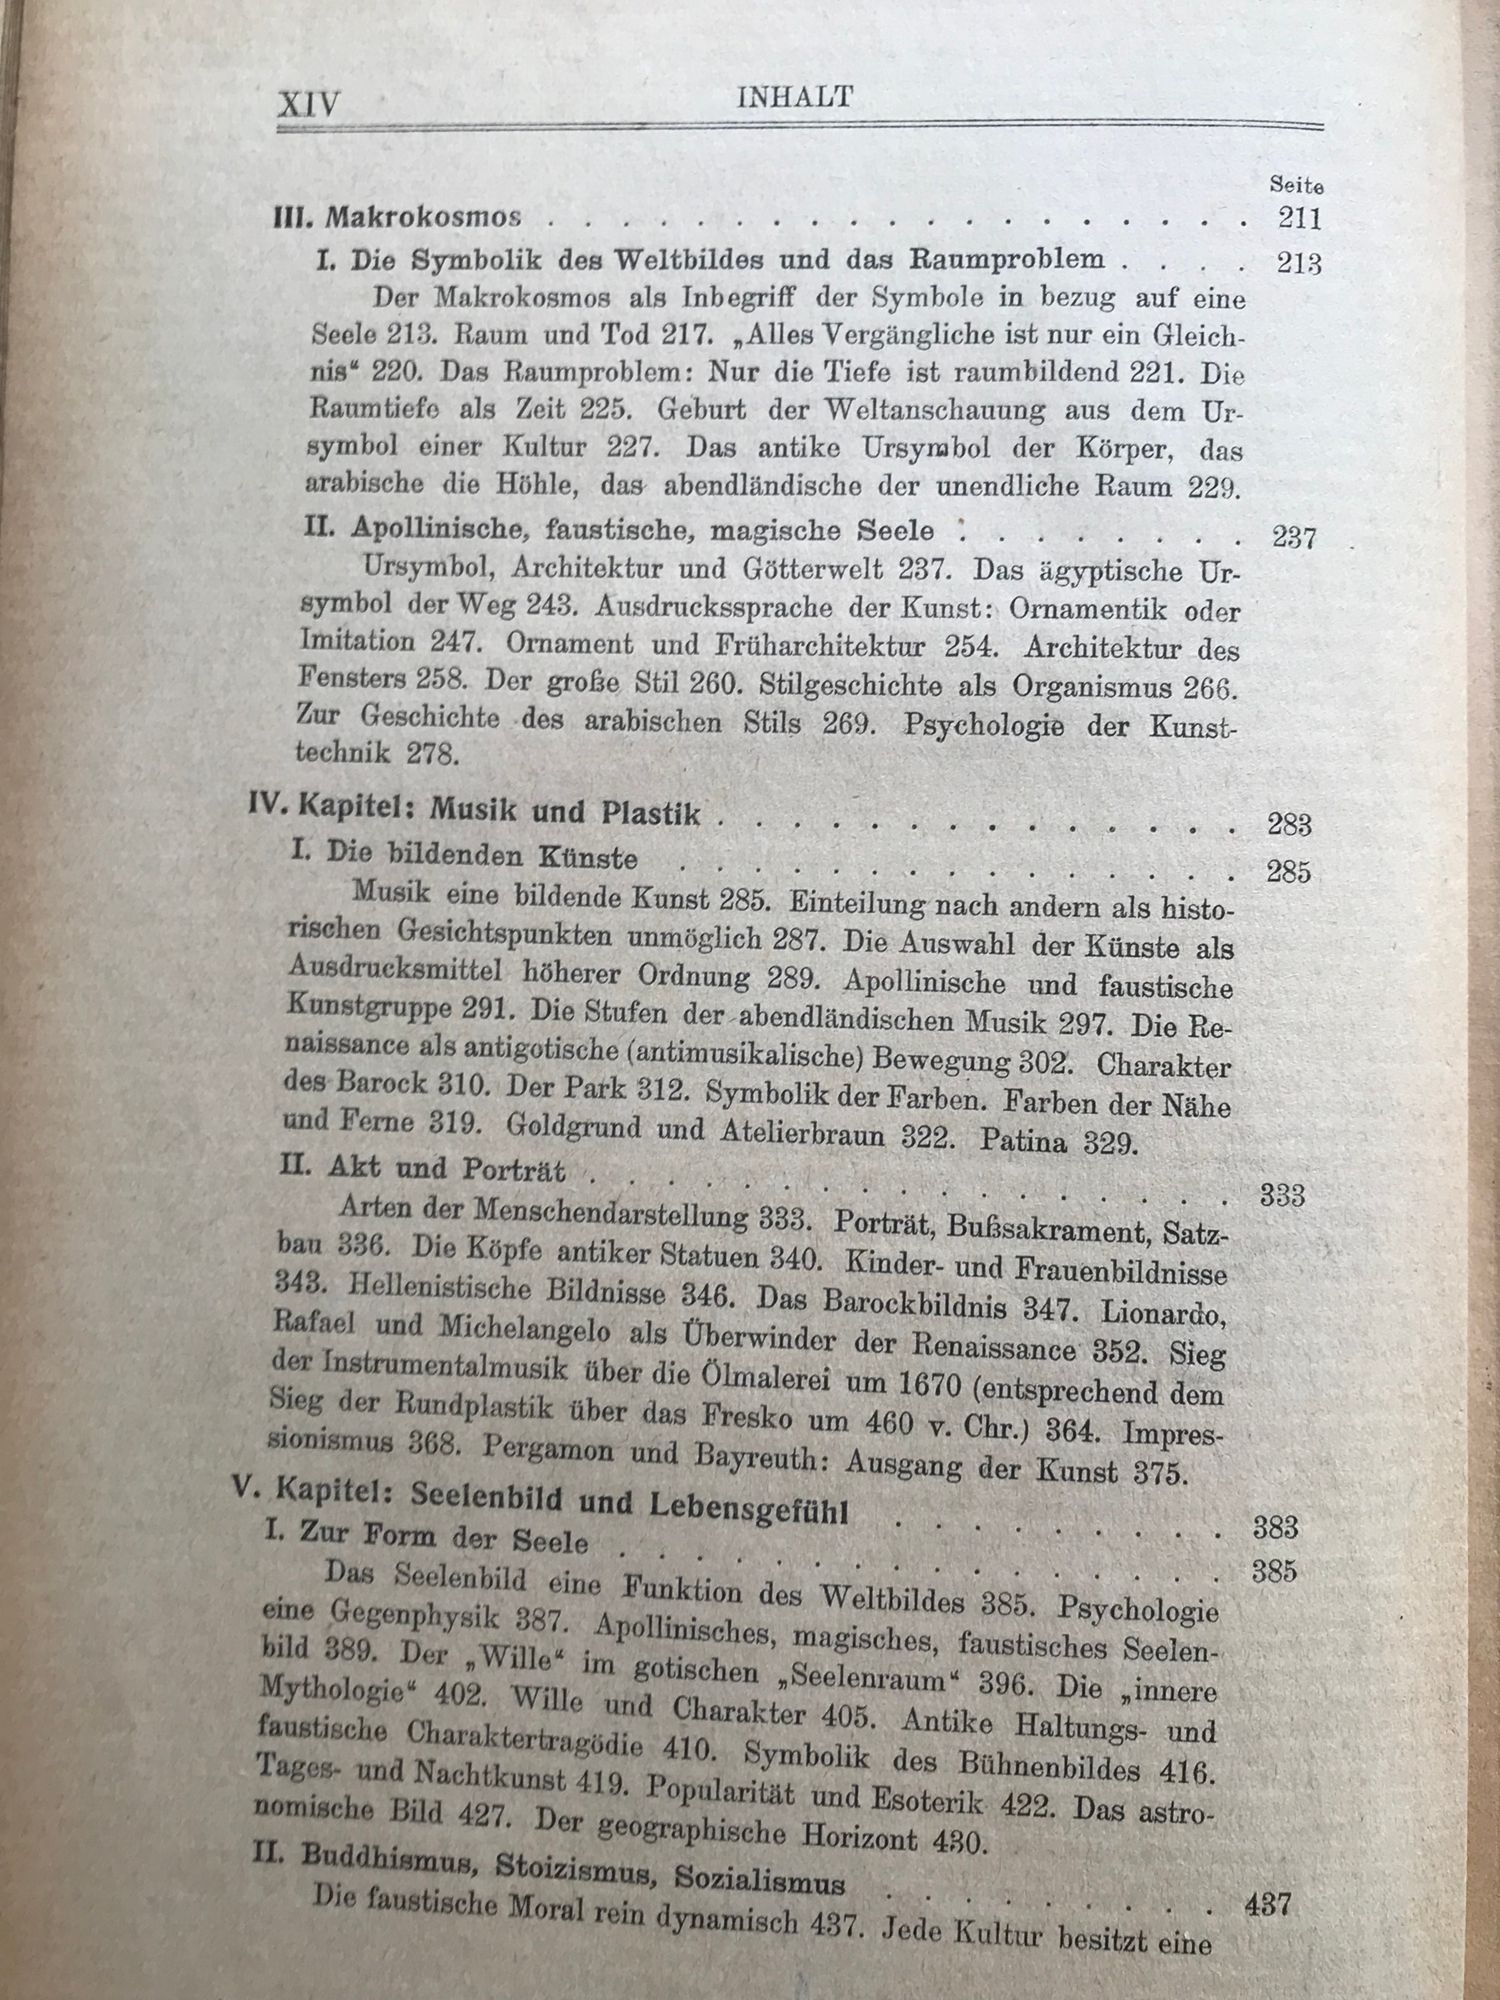 XIV INHALT
Seite
III. Makrokosmos . . . . . . . . . . . . . . . . . . . 211
I. Die Symbolik des Weltbildes und das Raumproblem . . . . 213
Der Makrokosmos als Inbegriff der Symbole in bezug auf eine
Seele 213. Raum und Tod 217. „Alles Vergängliche ist nur ein Gleich-
nis“ 220. Das Raumproblem: Nur die Tiefe ist raumbildend 221. Die
Raumtiefe als Zeit 225. Geburt der Weltanschauung aus dem Ur-
symbol einer Kultur 227. Das antike Ursymbol der Körper, das
arabische die Höhle, das abendländische der unendliche Raum 229.
II. Apollinische, faustische, magische Seele . . . . . . . . 237
Ursymbol, Architektur und Götterwelt 237. Das ägyptische Ur-
symbol der Weg 243. Ausdruckssprache der Kunst: Ornamentik oder
Imitation 247. Ornament und Früharchitektur 254. Architektur des
Fensters 258. Der große Stil 260. Stilgeschichte als Organismus 266.
Zur Geschichte des arabischen Stils 269. Psychologie der Kunst-
technik 278.
IV. Kapitel: Musik und Plastik . . . . . . . . . . . . . . 283
I. Die bildenden Künste . . . . . . . . . . . . . . . 285
Musik eine bildende Kunst 285. Einteilung nach andern als histo-
rischen Gesichtspunkten unmöglich 287. Die Auswahl der Künste als
Ausdrucksmittel höherer Ordnung 289. Apollinische und faustische
Kunstgruppe 291. Die Stufen der abendländischen Musik 297. Die Re-
naissance als antigotische (antimusikalische) Bewegung 302. Charakter
des Barock 310. Der Park 312. Symbolik der Farben. Farben der Nähe
und Ferne 319. Goldgrund und Atelierbraun 322. Patina 329.
II. Akt und Porträt . . . . . . . . . . . . . . . . . 333
Arten der Menschendarstellung 333. Porträt, Bußsakrament, Satz-
bau 336. Die Köpfe antiker Statuen 340. Kinder- und Frauenbildnisse
343. Hellenistische Bildnisse 346. Das Barockbildnis 347. Lionardo,
Rafael und Michelangelo als Überwinder der Renaissance 352. Sieg
der Instrumentalmusik über die Ölmalerei um 1670 (entsprechend dem
Sieg der Rundplastik über das Fresko um 460 v. Chr.) 364. Impres-
sionismus 368. Pergamon und Bayreuth: Ausgang der Kunst 375.
V. Kapitel: Seelenbild und Lebensgefühl . . . . . . . . . 383
I. Zur Form der Seele . . . . . . . . . . . . . . . . 385
Das Seelenbild eine Funktion des Weltbildes 385. Psychologie
eine Gegenphysik 387. Apollinisches, magisches, faustisches Seelen-
bild 389. Der „Wille“ im gotischen „Seelenraum“ 396. Die „innere
Mythologie“ 402. Wille und Charakter 405. Antike Haltungs- und
faustische Charaktertragödie 410. Symbolik des Bühnenbildes 416.
Tages- und Nachtkunst 419. Popularität und Esoterik 422. Das astro-
nomische Bild 427. Der geographische Horizont 430.
II. Buddhismus, Stoizismus, Sozialismus . . . . . . . . . 437
Die faustische Moral rein dynamisch 437. Jede Kultur besitzt eine